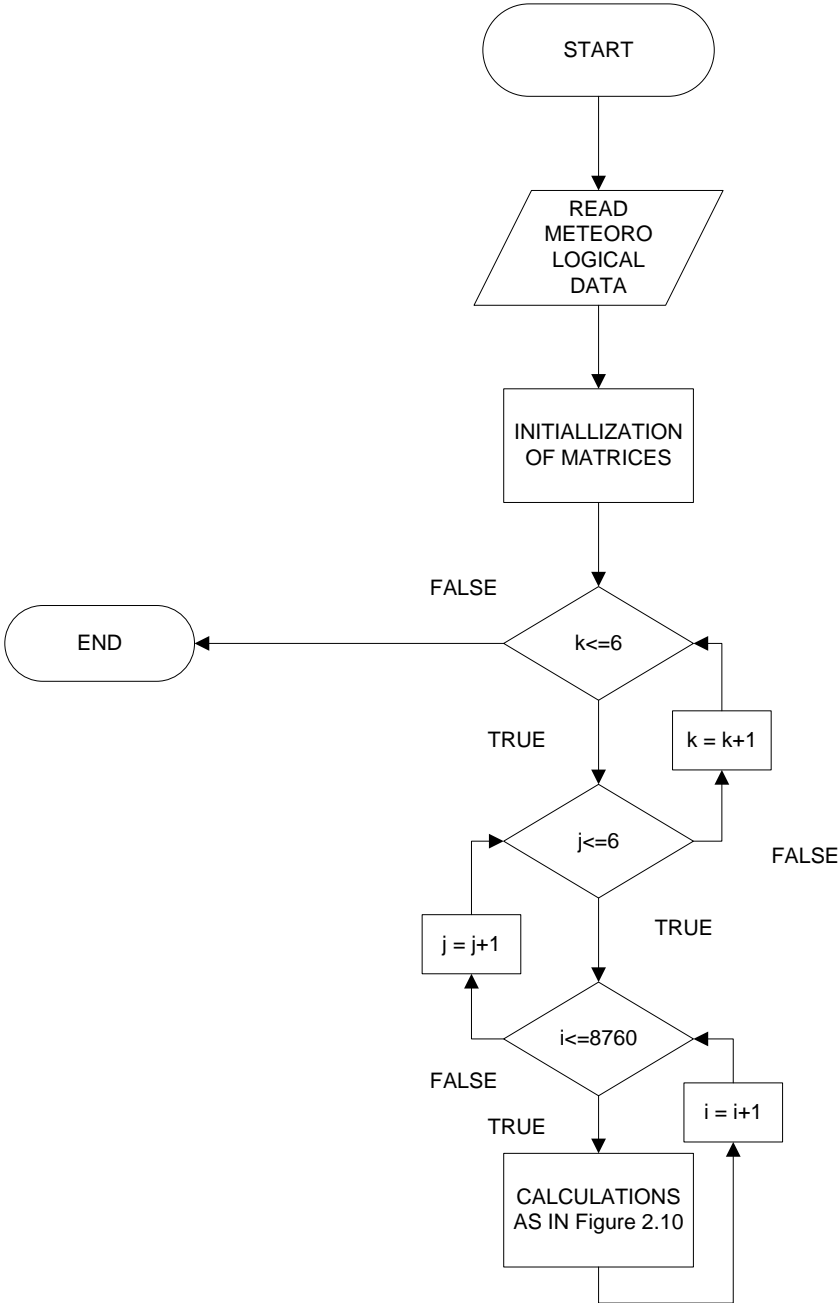 START
READ
METEORO
LOGICAL
DATA
INITIALLIZATION
OF MATRICES
FALSE
END
k<=6
TRUE
k = k+1
j<=6
FALSE
j = j+1
TRUE
i<=8760
FALSE
i = i+1
TRUE
CALCULATIONS
AS IN Figure 2.10